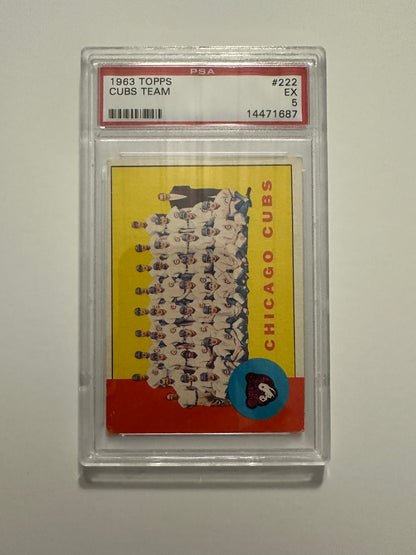 PSA
1963 TOPPS #222
CUBS TEAM EX
5
14471687
CHICAGO CUBS